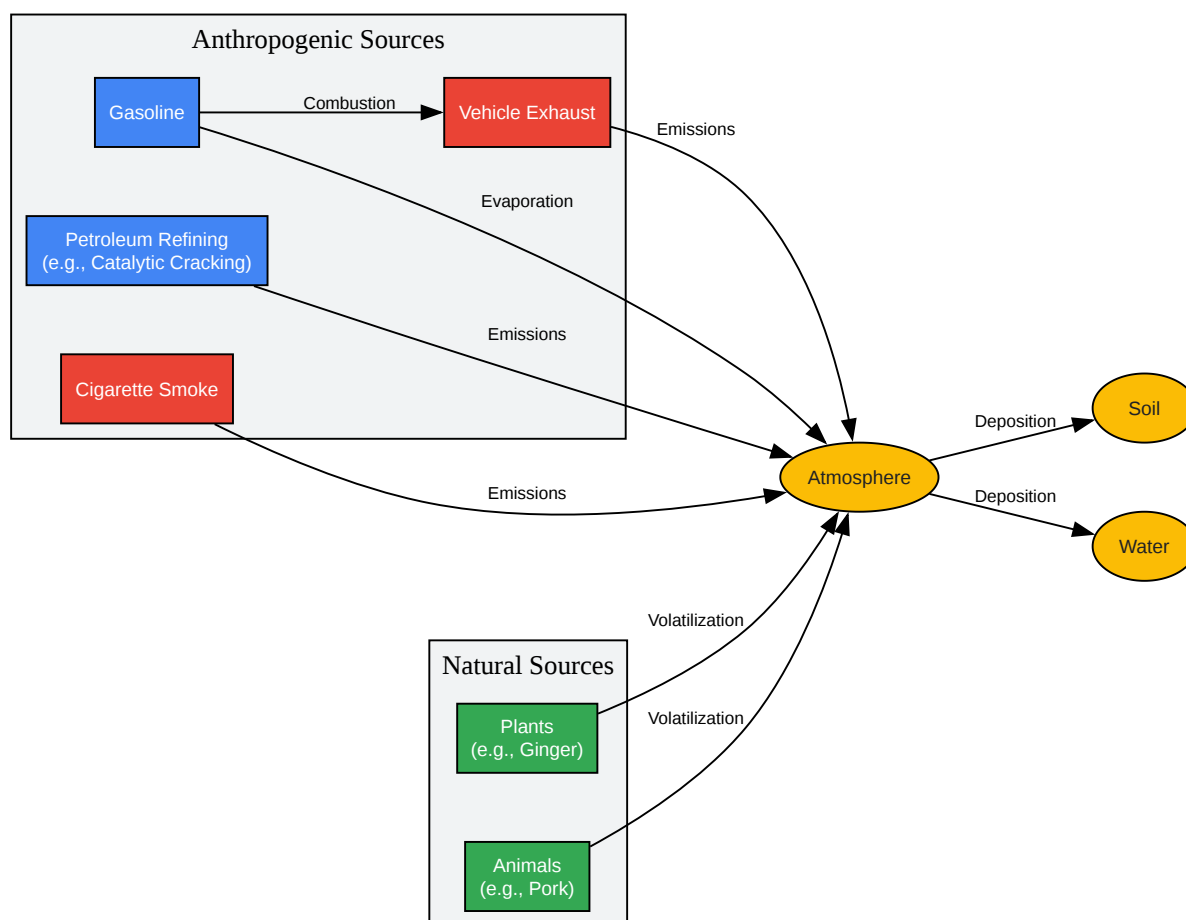 Anthropogenic Sources
Gasoline
Combustion
Vehicle Exhaust
Emissions
Evaporation
Petroleum Refining
(e.g., Catalytic Cracking)
Emissions
Cigarette Smoke
Emissions
Atmosphere
Deposition
Soil
Deposition
Water
Volatilization
Natural Sources
Plants
(e.g., Ginger)
Volatilization
Animals
(e.g., Pork)